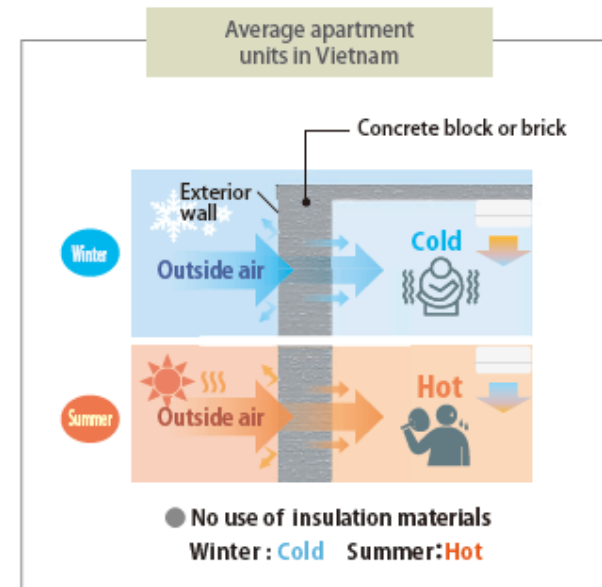 Average apartment
units in Vietnam
Concrete block or brick
Exterior
wall
Winter
Outside air
Cold
Summer
Outside air
Hot
No use of insulation materials
Winter : Cold Summer:Hot